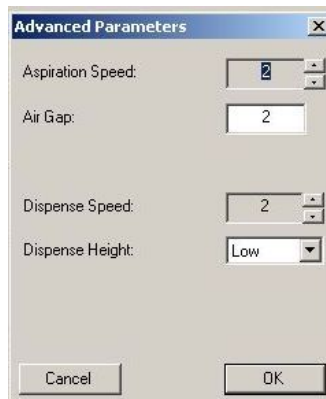 Advanced Parameters
Aspiration Speed: 2
Air Gap: 2
Dispense Speed: 2
Dispense Height: Low
Cancel OK